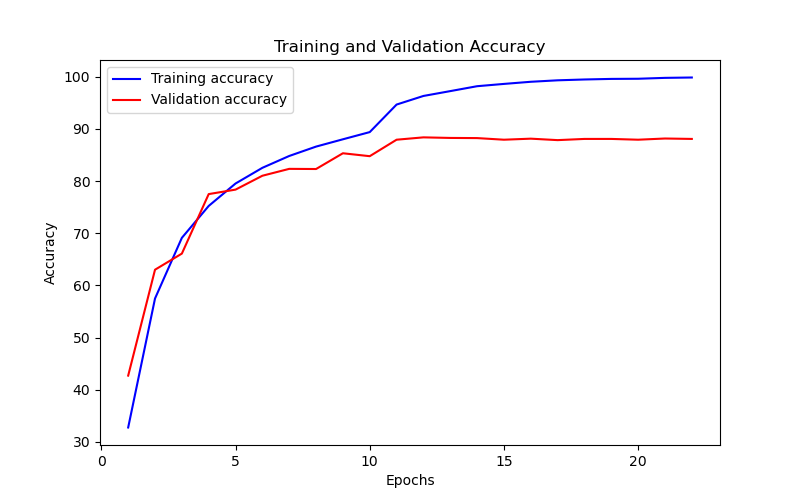 Training and Validation Accuracy
Training accuracy
Validation accuracy
100
90
80
70
60
50
40
30
Accuracy
0 5 10 15 20
Epochs